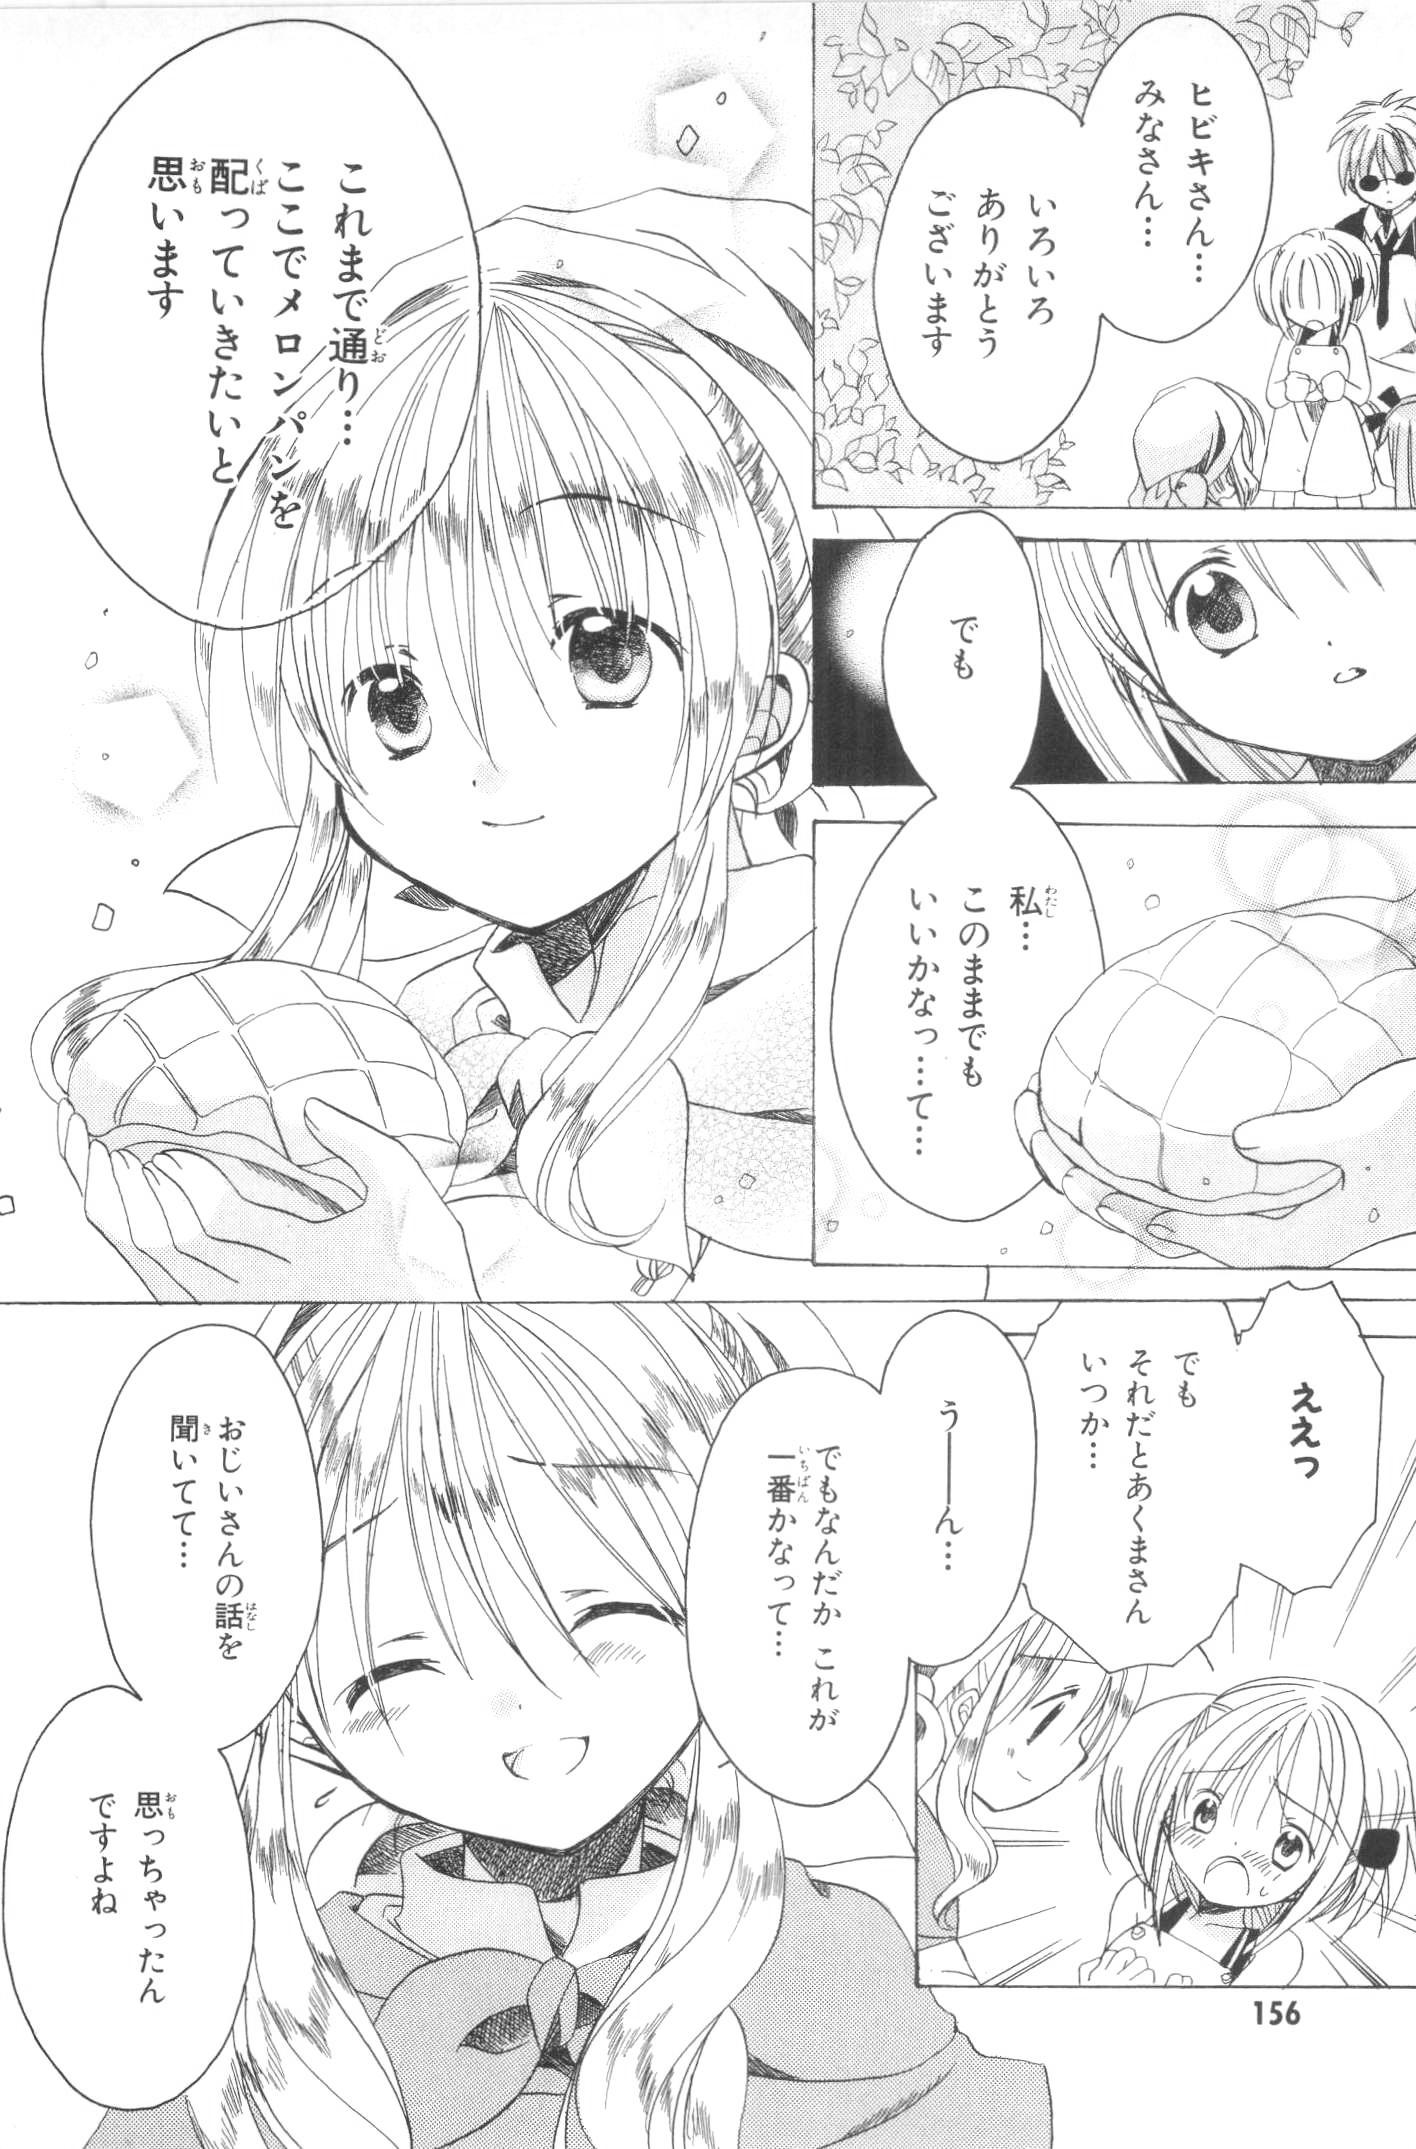 ヒビキさん…
みなさん…
いろいろ
ありがとう
ございます
でも
私…
このままでも
いいかなっ…て…
これまで通り…
ここでメロンパンを
配っていきたいと
思います
ええっ
でも
それだとあくまさん
いつか…
うーーん…
でもなんだか これが
一番かなって…
おじいさんの話を
聞いてて…
思っちゃったん
ですよね
156